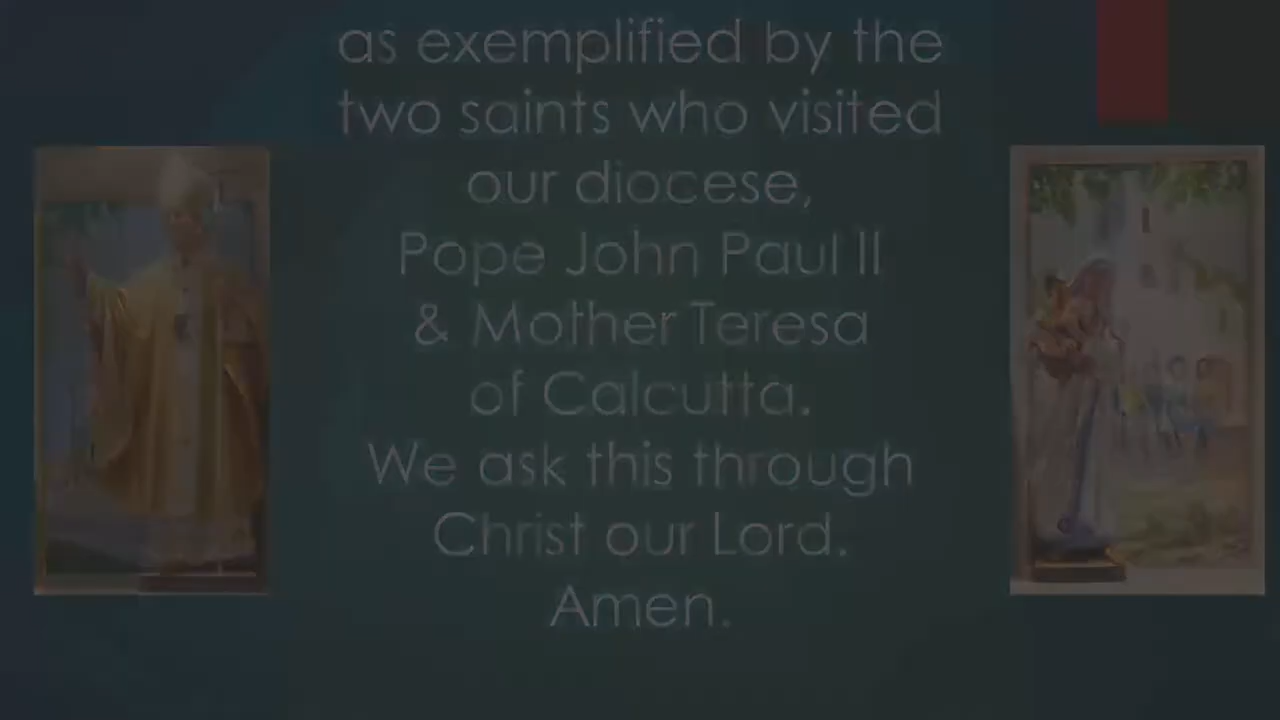 as exemplified by the
two saints who visited
our diocese,
Pope John Paul II
& Mother Teresa
of Calcutta.
We ask this through
Christ our Lord.
Amen.